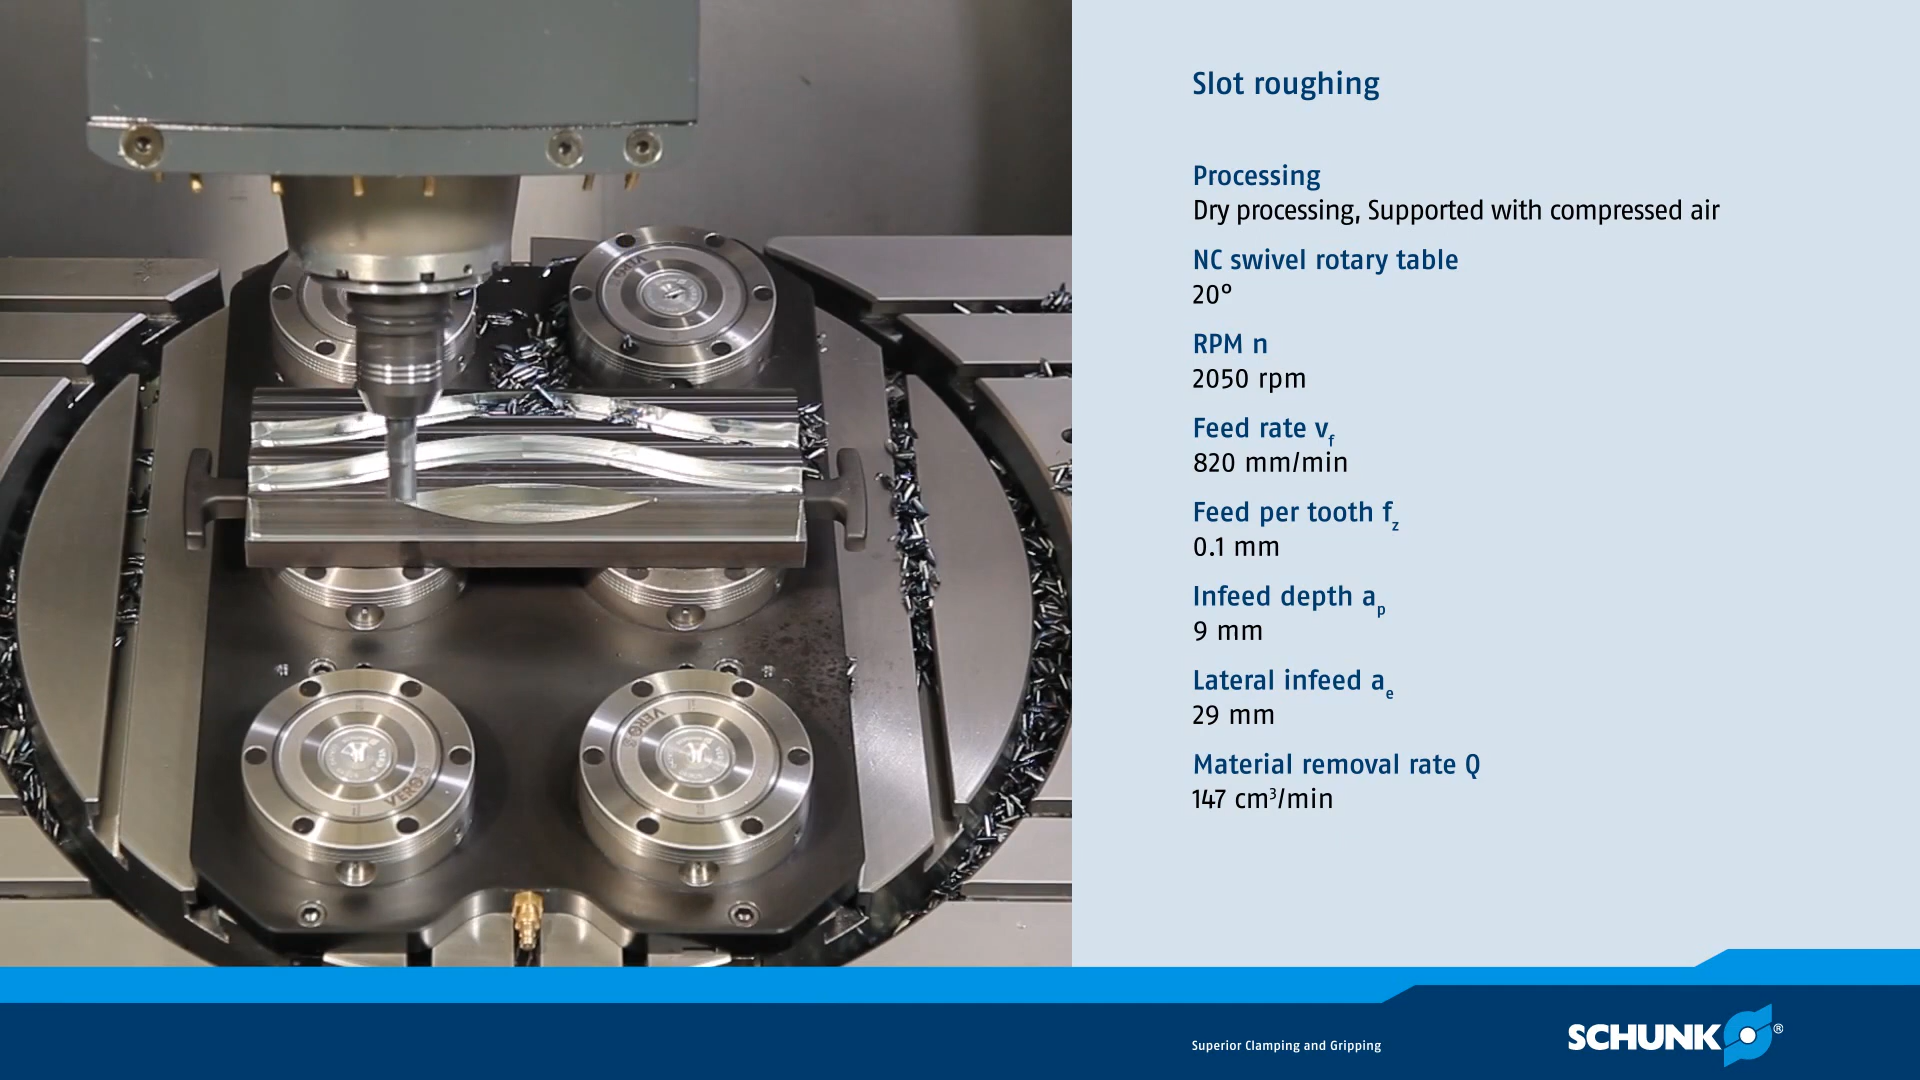 Slot roughing
Processing
Dry processing, Supported with compressed air
NC swivel rotary table
20°
RPM n
2050 rpm
Feed rate vf
820 mm/min
Feed per tooth fz
0.1 mm
Infeed depth ap
9 mm
Lateral infeed ae
29 mm
Material removal rate Q
147 cm³/min
VERO-S
VERO-S
Superior Clamping and Gripping
SCHUNK®